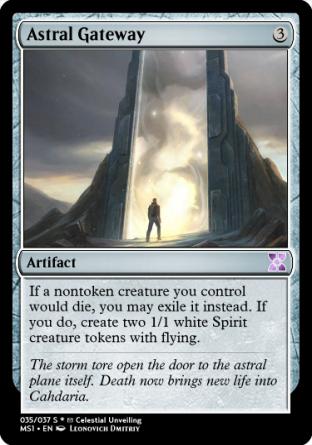 Astral Gateway 3
Artifact
If a nontoken creature you control
would die, you may exile it instead. If
you do, create two 1/1 white Spirit
creature tokens with flying.
The storm tore open the door to the astral
plane itself. Death now brings new life into
Cahdaria.
035/037 S * Celestial Unveiling
MS1 • EN Leonovich Dmitriy